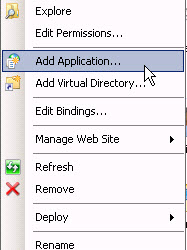 Explore
Edit Permissions...
Add Application...
Add Virtual Directory...
Edit Bindings...
Manage Web Site
Refresh
Remove
Deploy
Rename